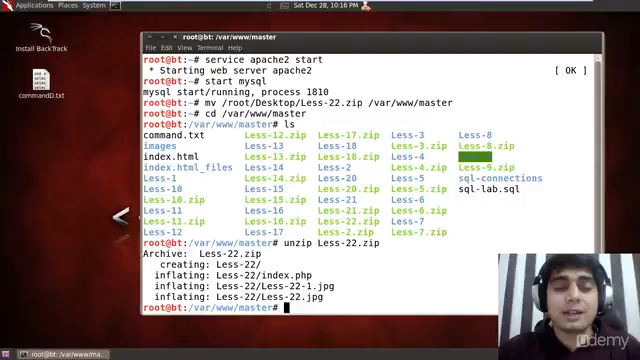 Applications Places System
Sat Dec 28, 10:16 PM
Install BackTrack
commandD.txt
root@bt: /var/www/master
File Edit View Terminal Help
root@bt:~# service apache2 start
* Starting web server apache2 [ OK ]
root@bt:~# start mysql
mysql start/running, process 1810
root@bt:~# mv /root/Desktop/Less-22.zip /var/www/master
root@bt:~# cd /var/www/master
root@bt:/var/www/master# ls
command.txt Less-12.zip Less-17.zip Less-3 Less-8
images Less-13 Less-18.zip Less-3.zip Less-8.zip
index.html Less-13.zip Less-18.zip Less-4
index.html_files Less-14 Less-2 Less-4.zip Less-9.zip
Less-1 Less-14.zip Less-20 Less-5 sql-connections
Less-10 Less-15 Less-20.zip Less-5.zip sql-lab.sql
Less-10.zip Less-15.zip Less-21 Less-6
Less-11 Less-16 Less-21.zip Less-6.zip
Less-11.zip Less-16.zip Less-22.zip Less-7
Less-12 Less-17 Less-2.zip Less-7.zip
root@bt:/var/www/master# unzip Less-22.zip
Archive: Less-22.zip
creating: Less-22/
inflating: Less-22/index.php
inflating: Less-22/Less-22-1.jpg
inflating: Less-22/Less-22.jpg
root@bt:/var/www/master#
udemy
root@bt: /var/www/ma...